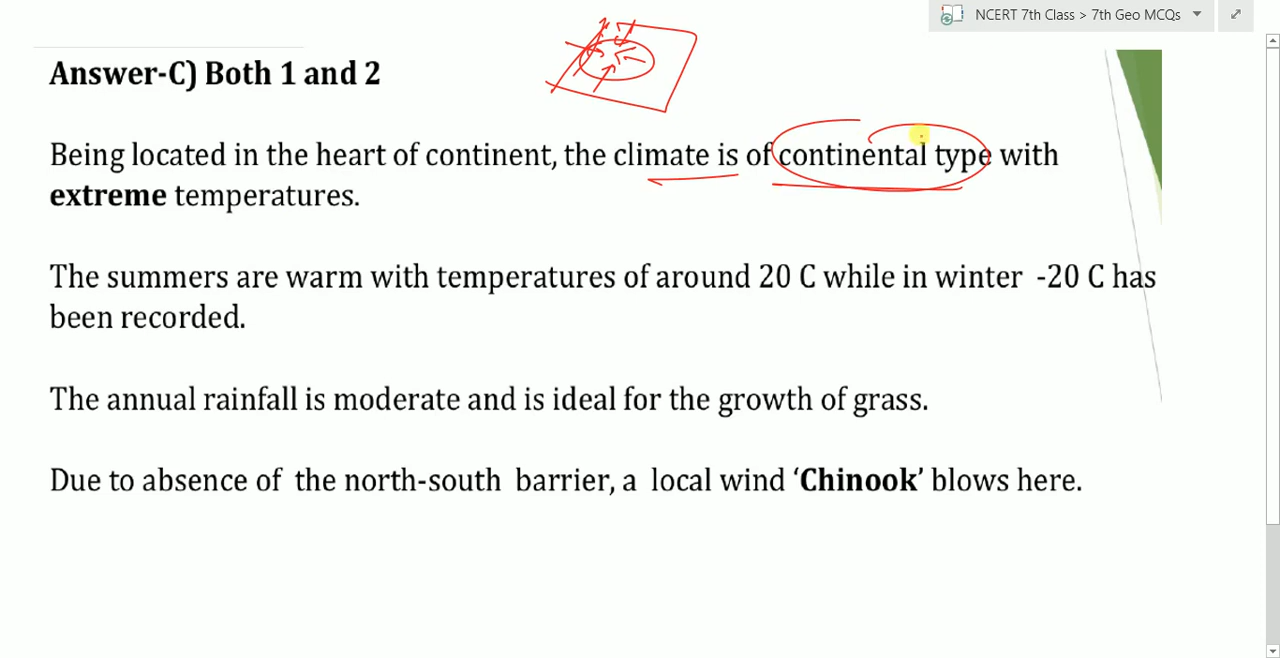 NCERT 7th Class > 7th Geo MCQs
Answer-C) Both 1 and 2
Being located in the heart of continent, the climate is of continental type with
extreme temperatures.
The summers are warm with temperatures of around 20 C while in winter -20 C has
been recorded.
The annual rainfall is moderate and is ideal for the growth of grass.
Due to absence of the north-south barrier, a local wind ‘Chinook’ blows here.